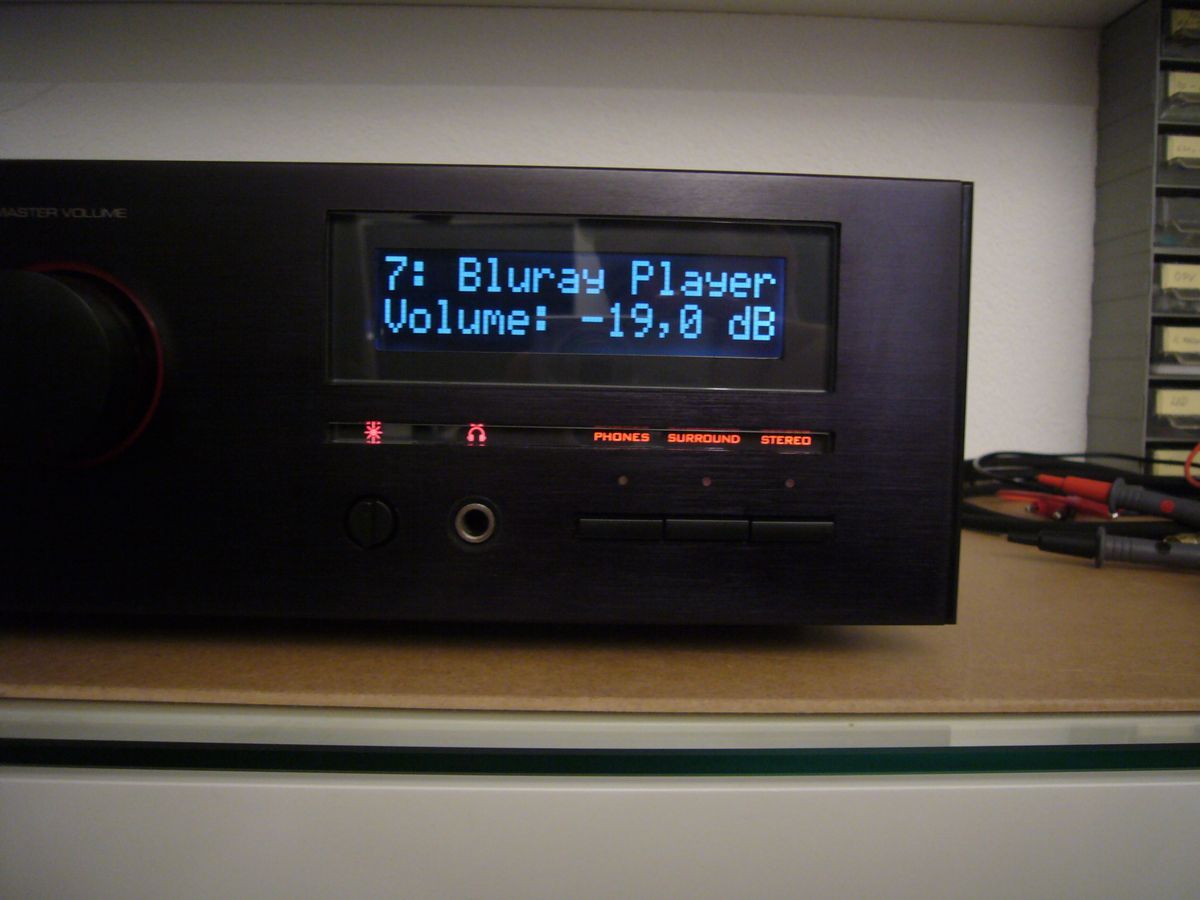 MASTER VOLUME
7: Bluray Player
Volume: -19,0 dB
PHONES SURROUND STEREO